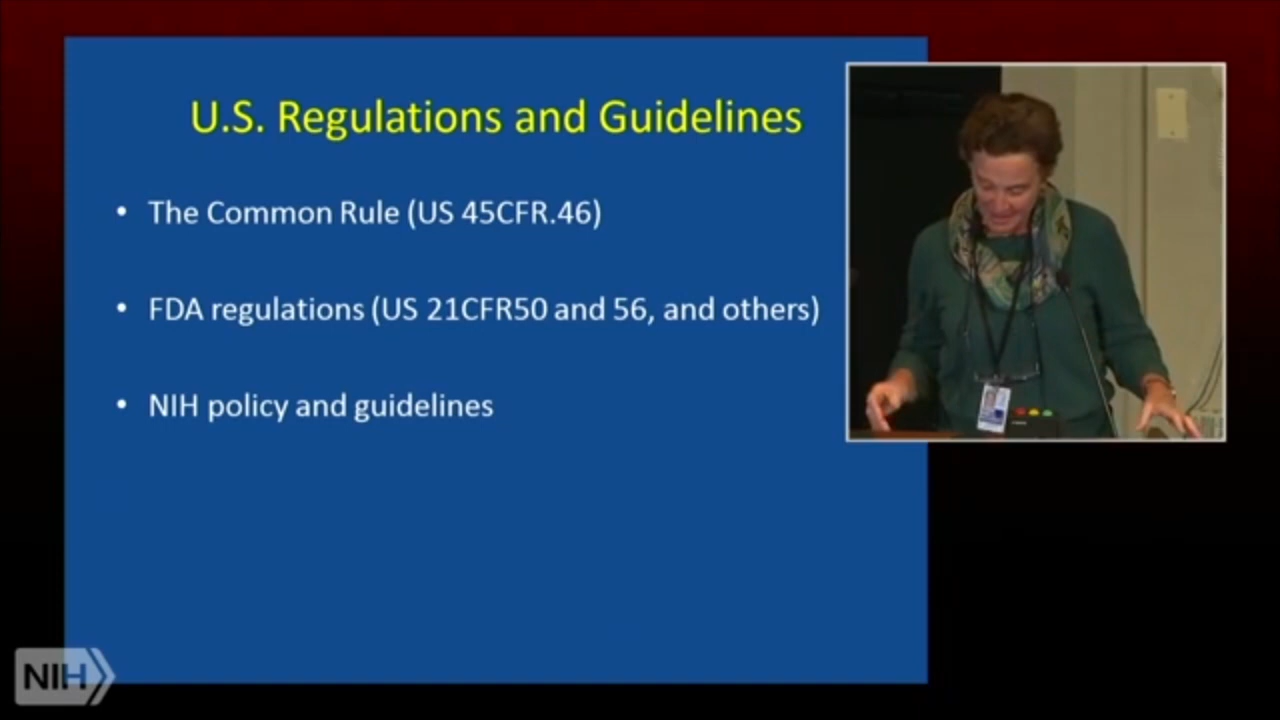 U.S. Regulations and Guidelines
• The Common Rule (US 45CFR.46)
• FDA regulations (US 21CFR50 and 56, and others)
• NIH policy and guidelines
NIH